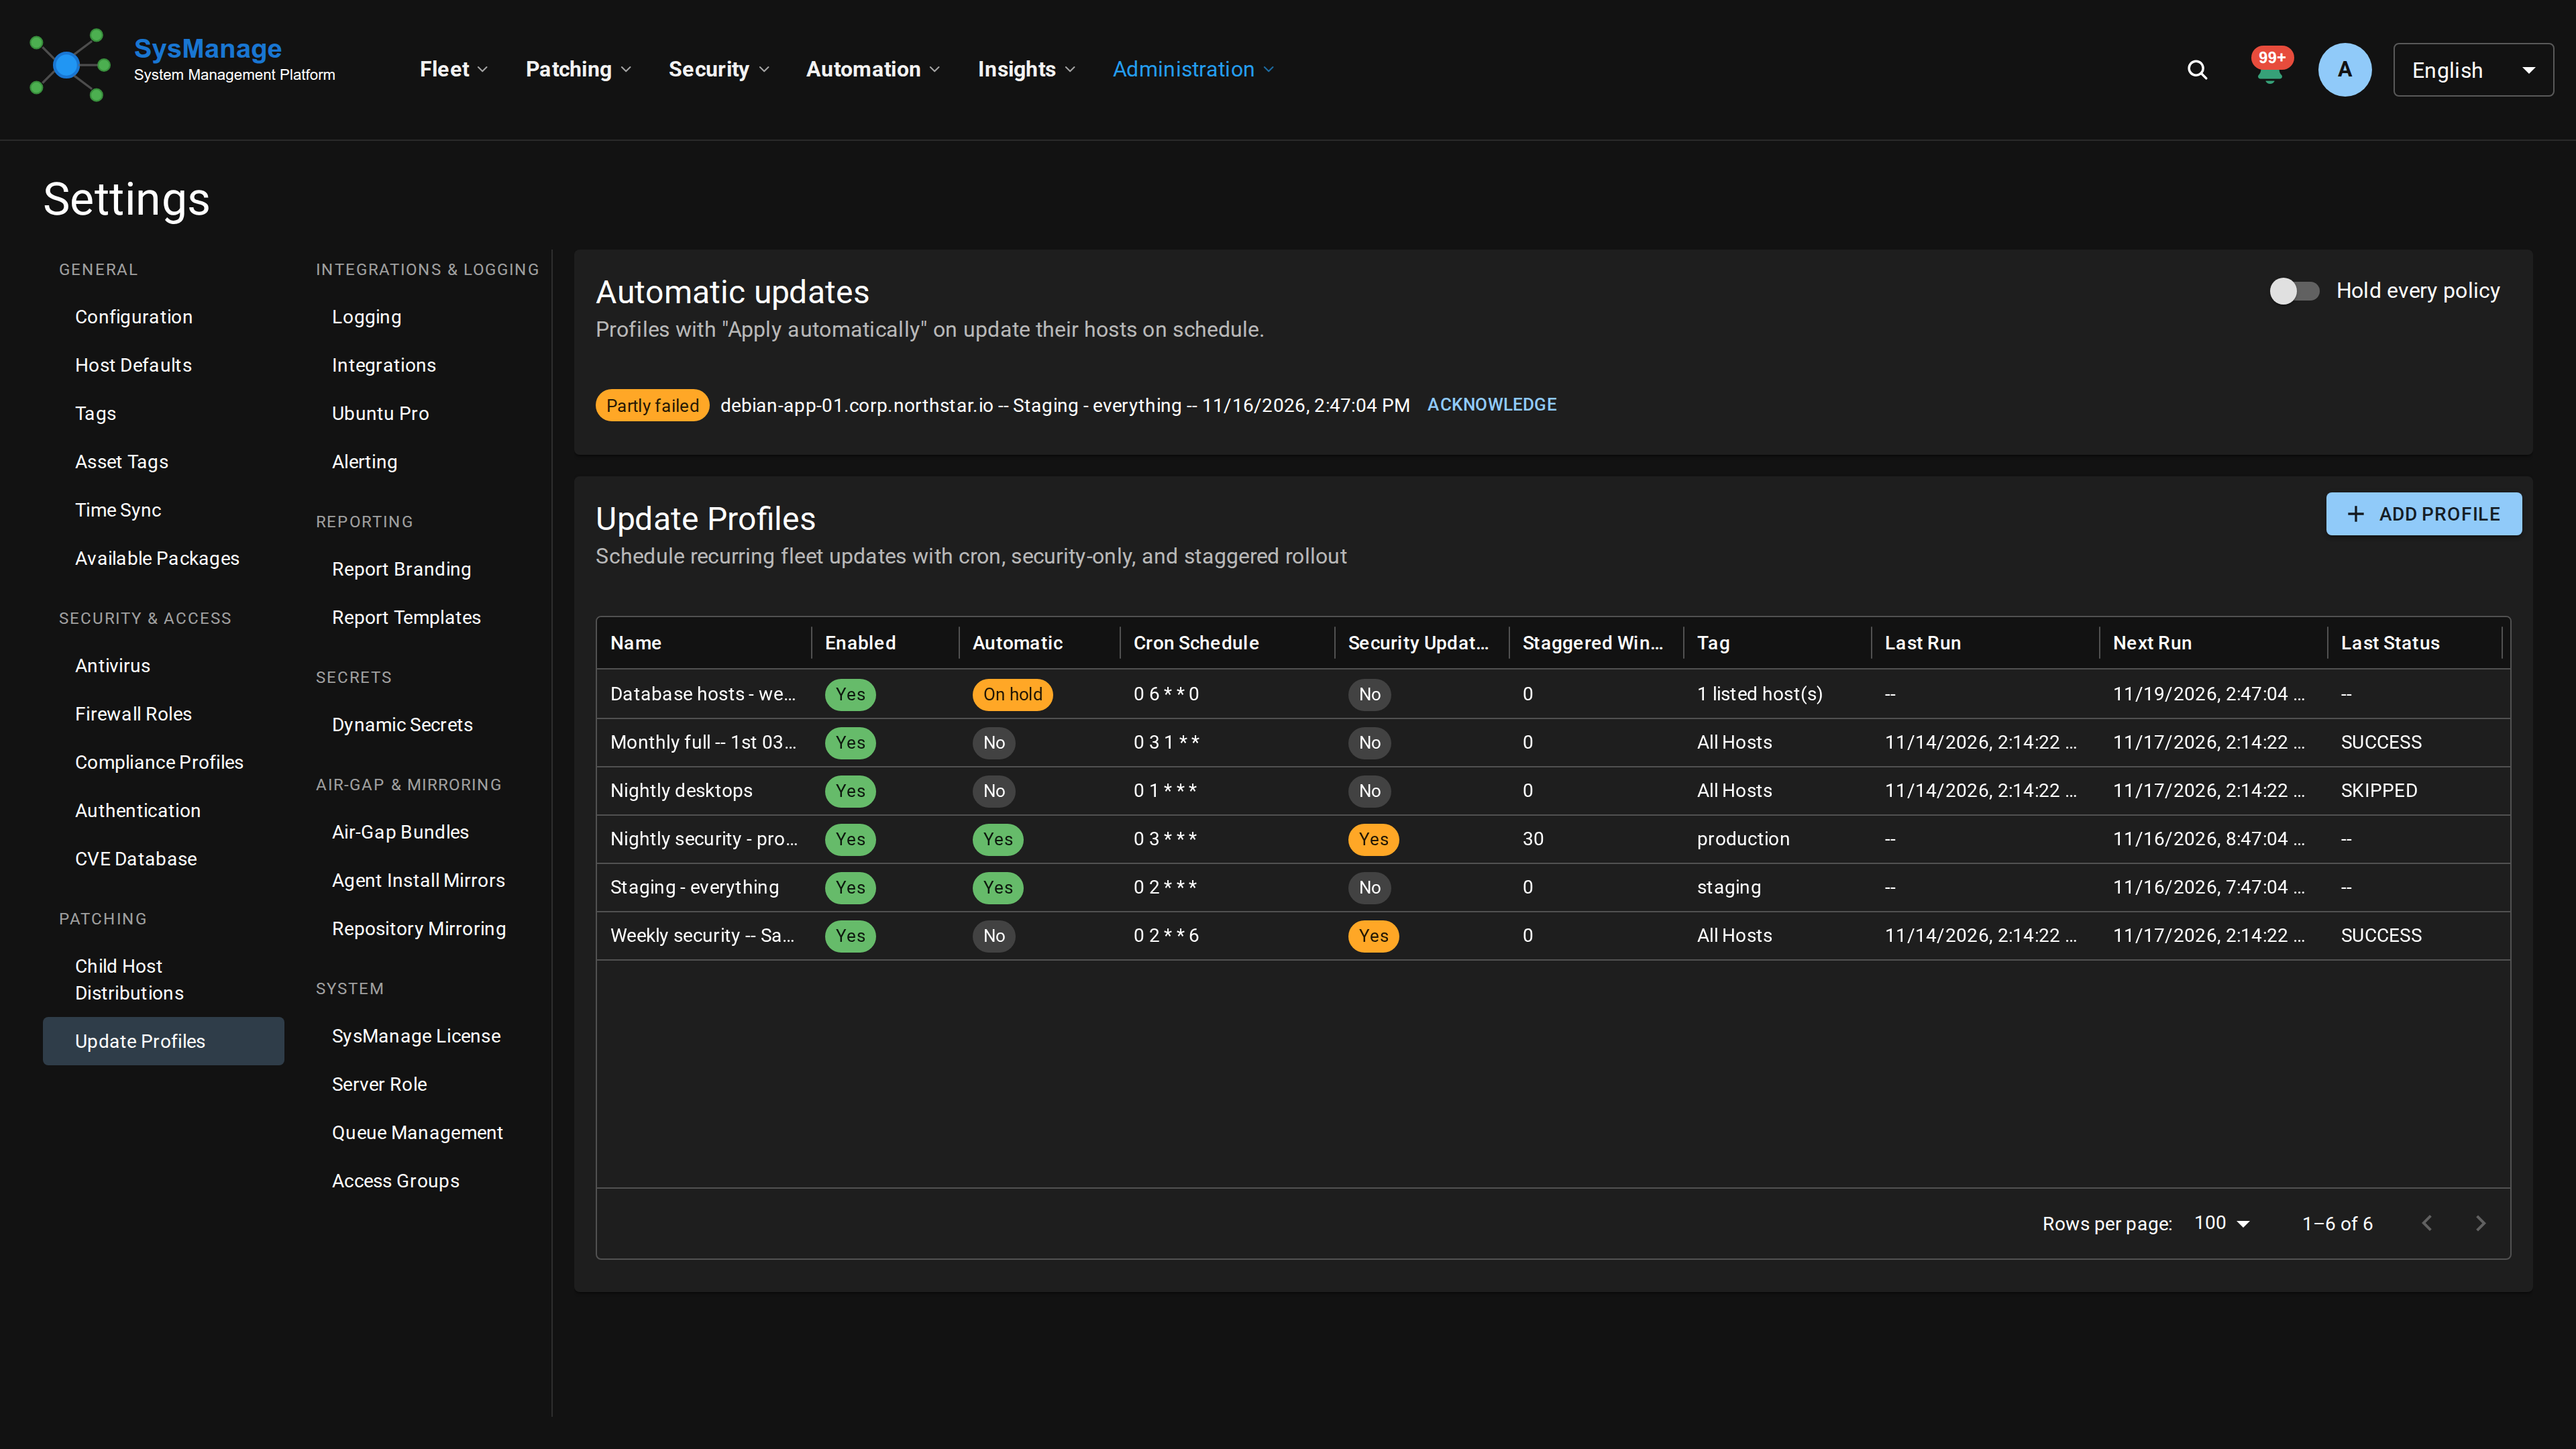 SysManage
System Management Platform
Fleet
Patching
Security
Automation
Insights
Administration
99+
A
English
Settings
GENERAL
Configuration
Host Defaults
Tags
Asset Tags
Time Sync
Available Packages
SECURITY & ACCESS
Antivirus
Firewall Roles
Compliance Profiles
Authentication
CVE Database
PATCHING
Child Host
Distributions
Update Profiles
INTEGRATIONS & LOGGING
Logging
Integrations
Ubuntu Pro
Alerting
REPORTING
Report Branding
Report Templates
SECRETS
Dynamic Secrets
AIR-GAP & MIRRORING
Air-Gap Bundles
Agent Install Mirrors
Repository Mirroring
SYSTEM
SysManage License
Server Role
Queue Management
Access Groups
Automatic updates
Hold every policy
Profiles with "Apply automatically" on update their hosts on schedule.
Partly failed debian-app-01.corp.northstar.io -- Staging - everything -- 11/16/2026, 2:47:04 PM ACKNOWLEDGE
Update Profiles
ADD PROFILE
Schedule recurring fleet updates with cron, security-only, and staggered rollout
Name Enabled Automatic Cron Schedule Security Updat... Staggered Win... Tag Last Run Next Run Last Status
Database hosts - we... Yes On hold 0 6 * * 0 No 0 1 listed host(s) -- 11/19/2026, 2:47:04 ... --
Monthly full -- 1st 03... Yes No 0 3 1 * * No 0 All Hosts 11/14/2026, 2:14:22 ... 11/17/2026, 2:14:22 ... SUCCESS
Nightly desktops Yes No 0 1 * * * No 0 All Hosts 11/14/2026, 2:14:22 ... 11/17/2026, 2:14:22 ... SKIPPED
Nightly security - pro... Yes Yes 0 3 * * * Yes 30 production -- 11/16/2026, 8:47:04 ... --
Staging - everything Yes Yes 0 2 * * * No 0 staging -- 11/16/2026, 7:47:04 ... --
Weekly security -- Sa... Yes No 0 2 * * 6 Yes 0 All Hosts 11/14/2026, 2:14:22 ... 11/17/2026, 2:14:22 ... SUCCESS
Rows per page: 100 1–6 of 6